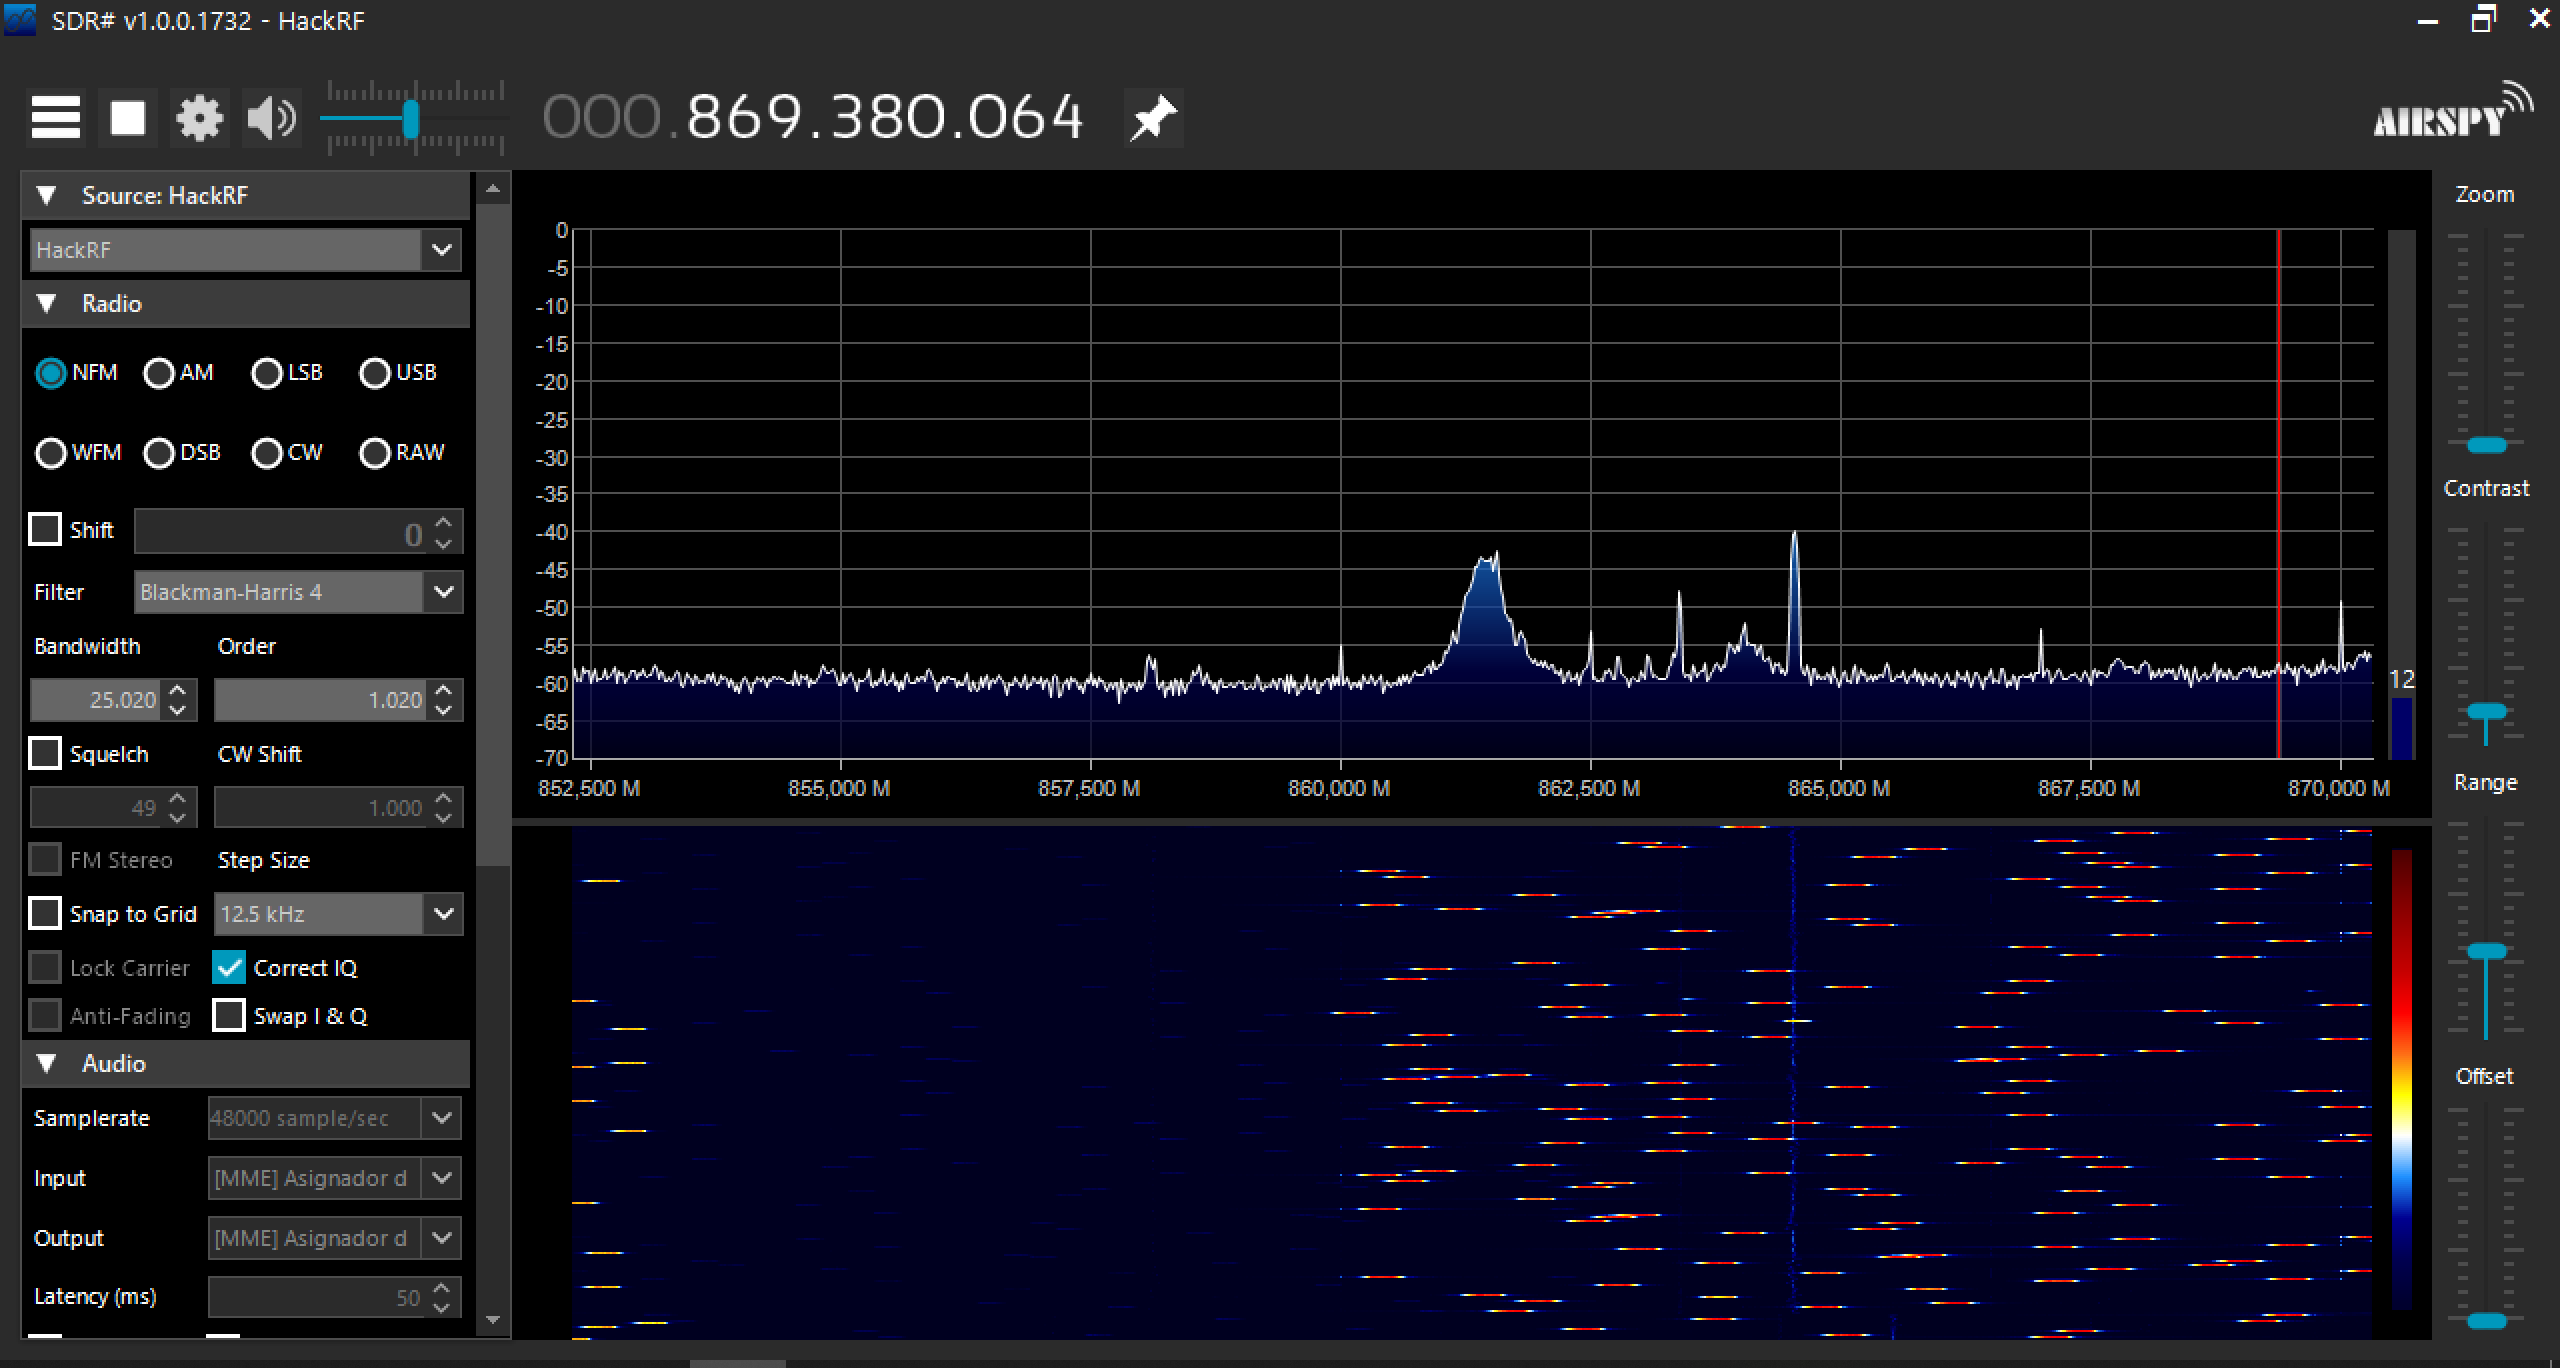 SDR# v1.0.0.1732 - HackRF
000.869.380.064
AIRSPY
Source: HackRF
HackRF
Radio
NFM AM LSB USB
WFM DSB CW RAW
Shift 0
Filter Blackman-Harris 4
Bandwidth Order
25.020 1.020
Squelch CW Shift
49 1.000
FM Stereo Step Size
Snap to Grid 12.5 kHz
Lock Carrier Correct IQ
Anti-Fading Swap I & Q
Audio
Samplerate 48000 sample/sec
Input [MME] Asignador d
Output [MME] Asignador d
Latency (ms) 50
0
-5
-10
-15
-20
-25
-30
-35
-40
-45
-50
-55
-60
-65
-70
852,500 M 855,000 M 857,500 M 860,000 M 862,500 M 865,000 M 867,500 M 870,000 M
12
Zoom
Contrast
Range
Offset